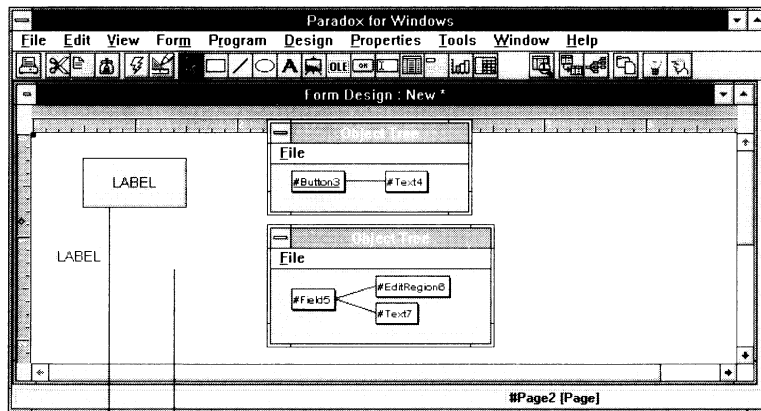 Paradox for Windows
File Edit View Form Program Design Properties Tools Window Help
OLE OK
Form Design : New *
Object Tree
File
#Button3 #Text4
LABEL
Object Tree
File
#Field5 #EditRegion6
#Text7
LABEL
#Page2 [Page]